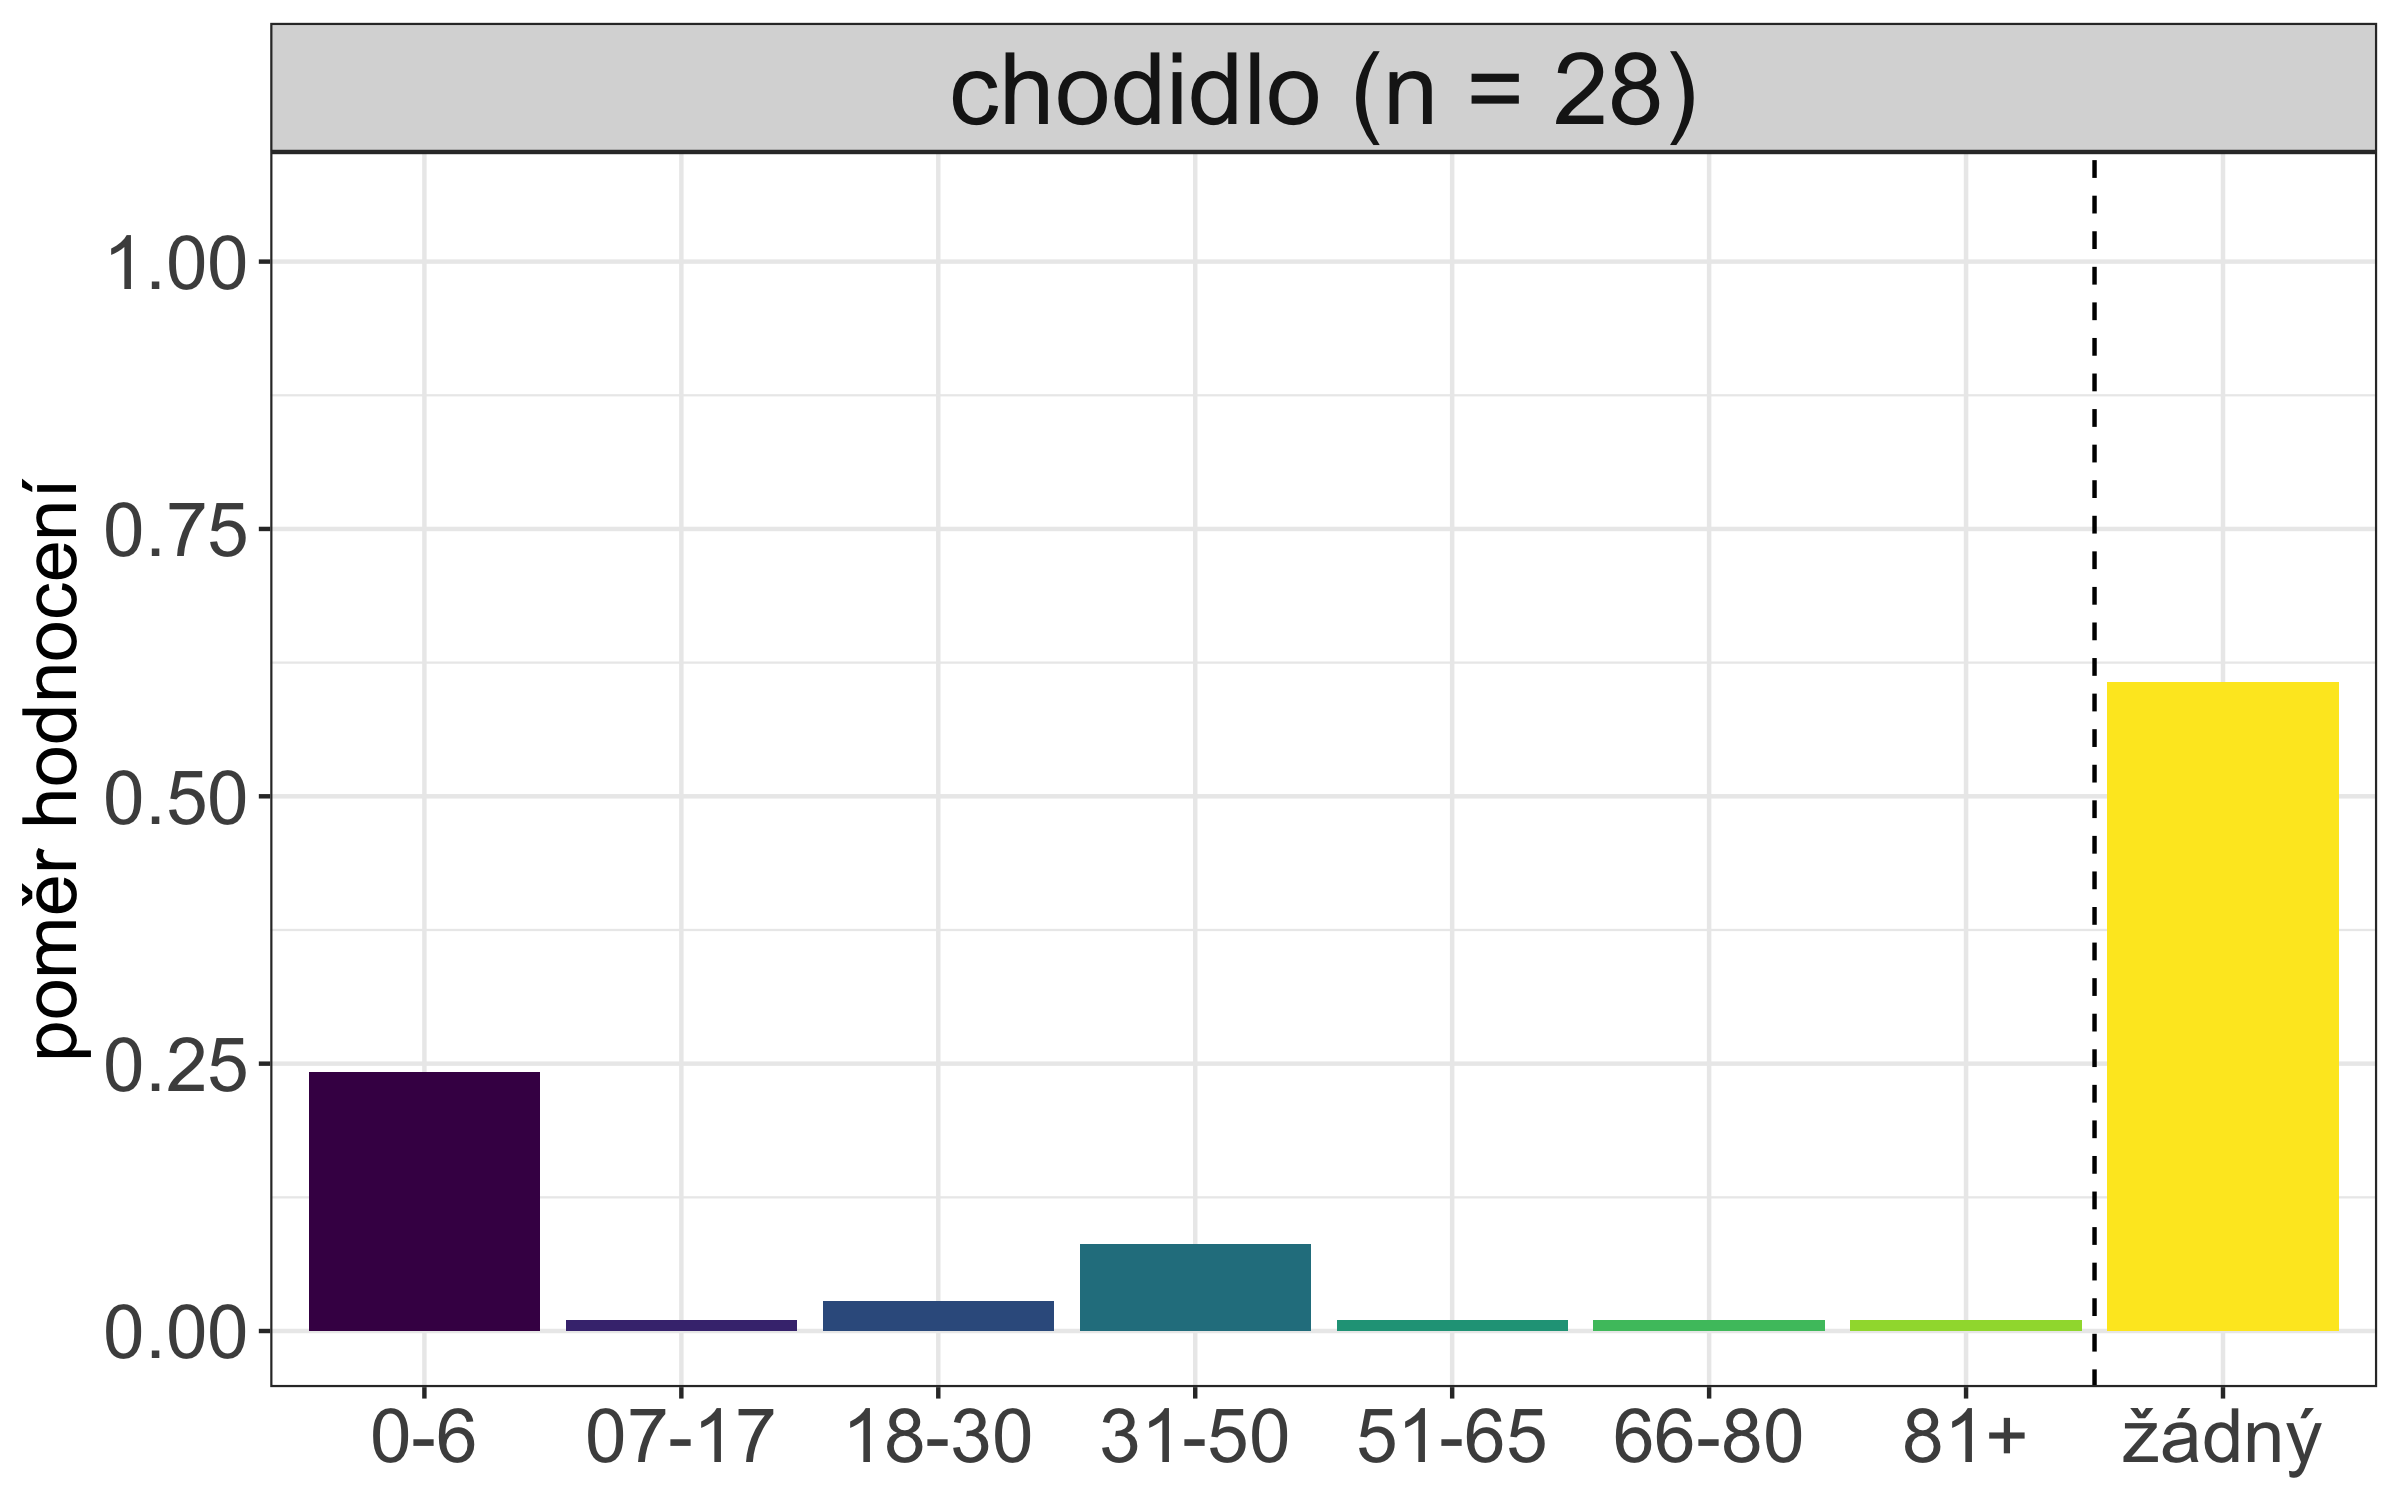 chodidlo (n = 28)
poměr hodnocení
1.00
0.75
0.50
0.25
0.00
0-6 07-17 18-30 31-50 51-65 66-80 81+ žádný